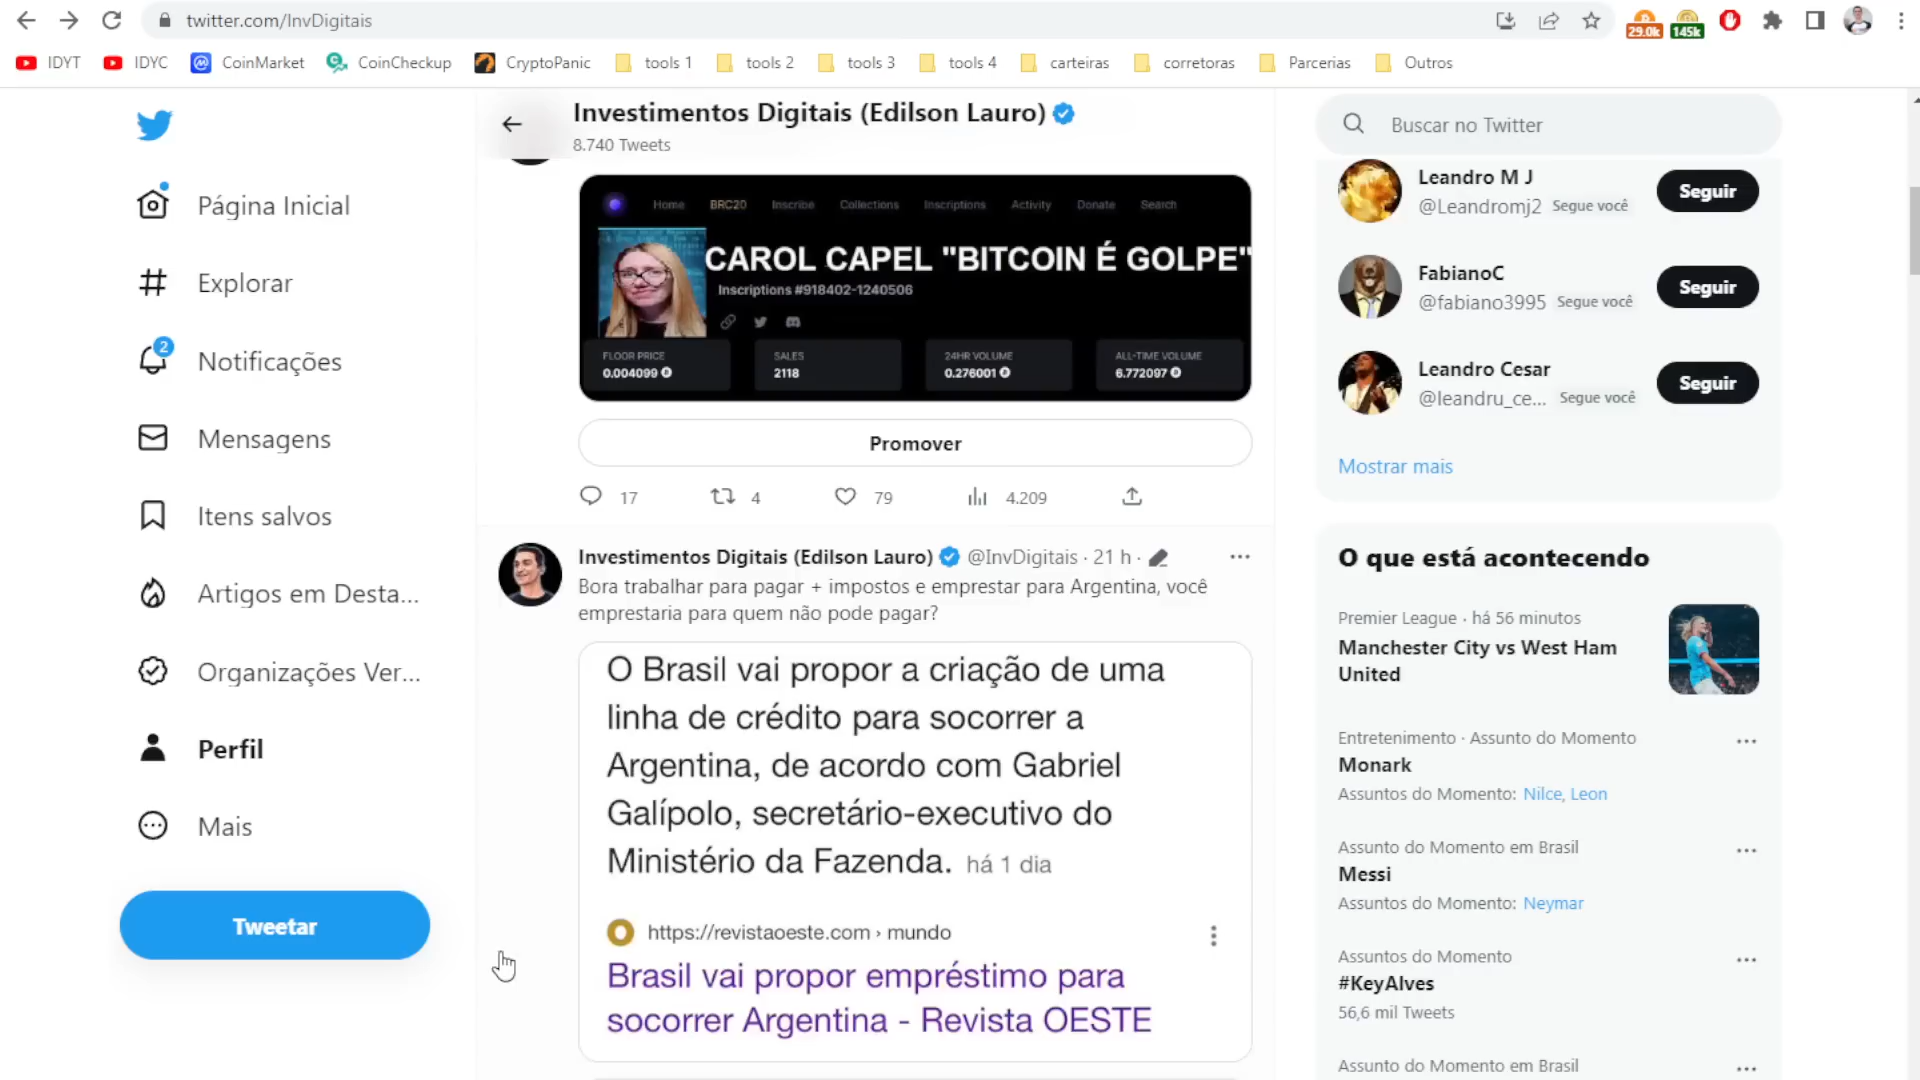 twitter.com/InvDigitais
29.0k
145k
IDYT
IDYC
CoinMarket
CoinCheckup
CryptoPanic
tools 1
tools 2
tools 3
tools 4
carteiras
corretoras
Parcerias
Outros
Página Inicial
Explorar
2
Notificações
Mensagens
Itens salvos
Artigos em Desta...
Organizações Ver...
Perfil
Mais
Tweetar
Investimentos Digitais (Edilson Lauro)
8.740 Tweets
Home BRC20 Inscribe Collections Inscriptions Activity Donate Search
CAROL CAPEL "BITCOIN É GOLPE"
Inscriptions #918402-1240506
FLOOR PRICE
0.004099
SALES
2118
24HR VOLUME
0.276001
ALL-TIME VOLUME
6.772097
Promover
17
4
79
4.209
Investimentos Digitais (Edilson Lauro) @InvDigitais · 21 h ·
Bora trabalhar para pagar + impostos e emprestar para Argentina, você
emprestaria para quem não pode pagar?
O Brasil vai propor a criação de uma
linha de crédito para socorrer a
Argentina, de acordo com Gabriel
Galípolo, secretário-executivo do
Ministério da Fazenda. há 1 dia
https://revistaoeste.com › mundo
Brasil vai propor empréstimo para
socorrer Argentina - Revista OESTE
Buscar no Twitter
Leandro M J
@Leandromj2 Segue você
Seguir
FabianoC
@fabiano3995 Segue você
Seguir
Leandro Cesar
@leandru_ce... Segue você
Seguir
Mostrar mais
O que está acontecendo
Premier League · há 56 minutos
Manchester City vs West Ham
United
Entretenimento · Assunto do Momento
Monark
Assuntos do Momento: Nilce, Leon
Assunto do Momento em Brasil
Messi
Assuntos do Momento: Neymar
Assuntos do Momento
#KeyAlves
56,6 mil Tweets
Assunto do Momento em Brasil